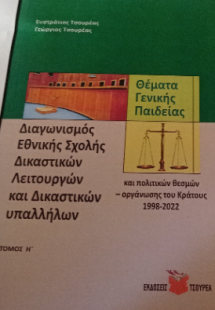 Ευστράτιος Τσουρέας
Γεώργιος Τσουρέας
Θέματα
Γενικής
Παιδείας
Διαγωνισμός
Εθνικής Σχολής
Δικαστικών
Λειτουργών
και Δικαστικών
υπαλλήλων
και πολιτικών θεσμών
– οργάνωσης του Κράτους
1998-2022
ΤΟΜΟΣ Η΄
ΕΚΔΟΣΕΙΣ ΤΣΟΥΡΕΑ